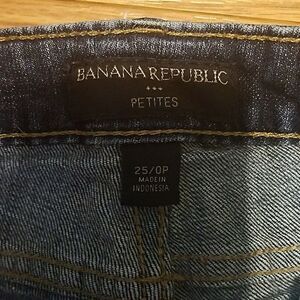 BANANA REPUBLIC
PETITES
25/0P
MADE IN
INDONESIA